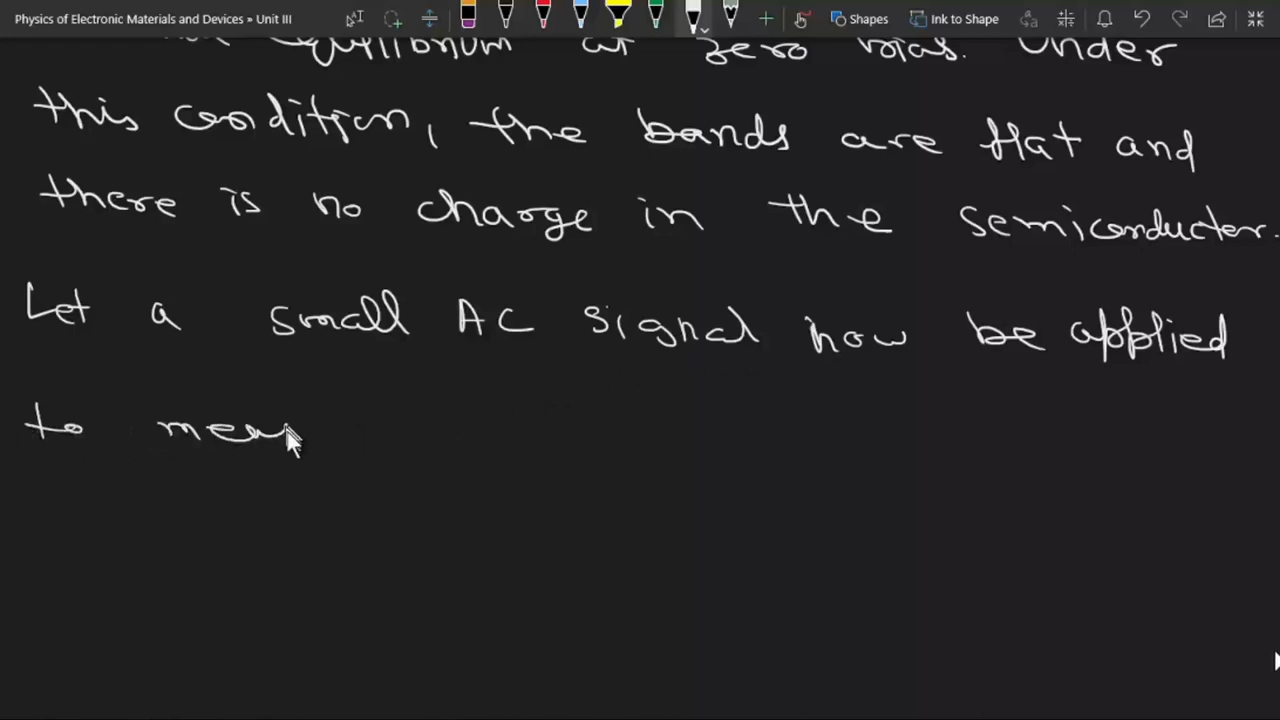 Physics of Electronic Materials and Devices » Unit III
Shapes
Ink to Shape
equilibrium at zero bias. Under
this condition, the bands are flat and
there is no charge in the semiconductor.
Let a small AC signal now be applied
to meas